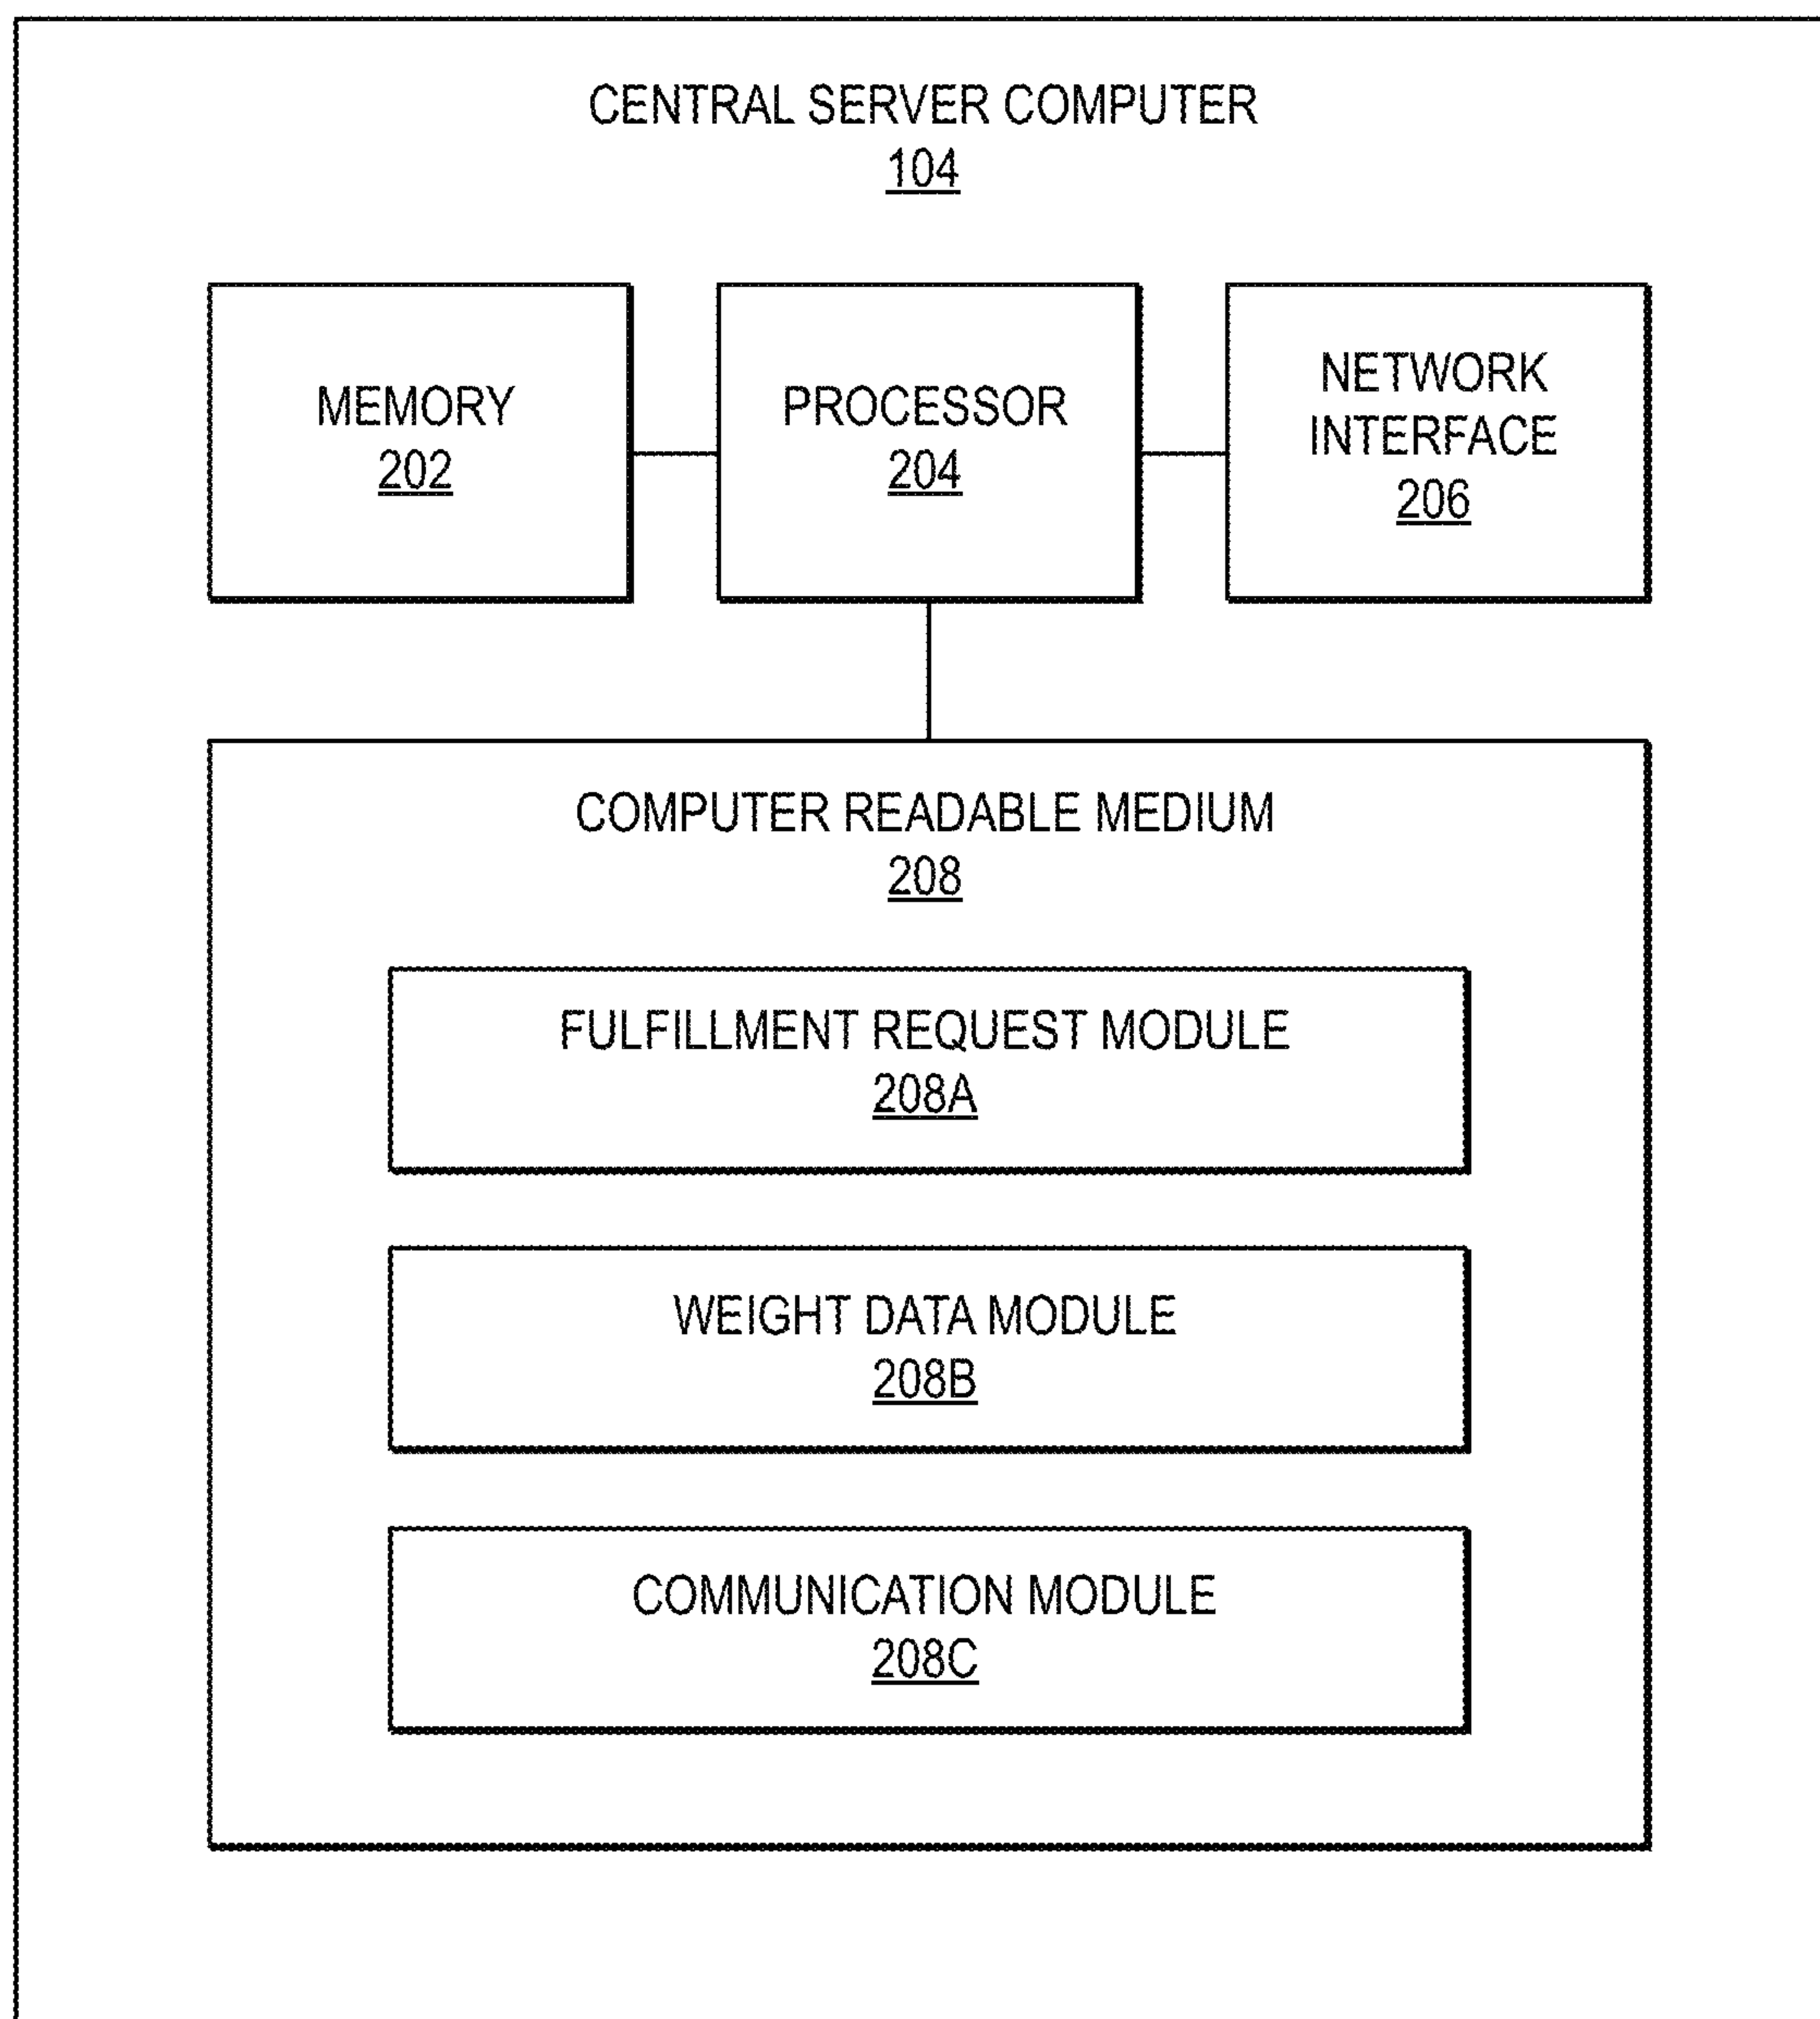 CENTRAL SERVER COMPUTER
104
MEMORY
202
PROCESSOR
204
NETWORK
INTERFACE
206
COMPUTER READABLE MEDIUM
208
FULFILLMENT REQUEST MODULE
208A
WEIGHT DATA MODULE
208B
COMMUNICATION MODULE
208C